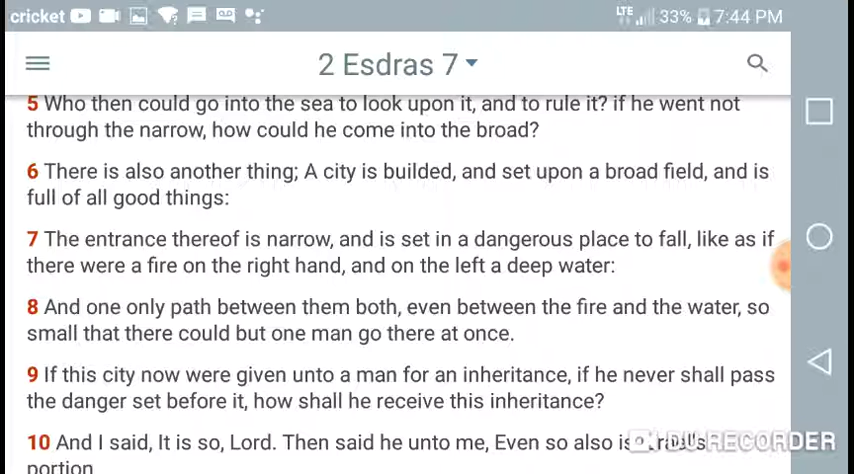 cricket LTE 33% 7:44 PM
2 Esdras 7
5 Who then could go into the sea to look upon it, and to rule it? if he went not
through the narrow, how could he come into the broad?
6 There is also another thing; A city is builded, and set upon a broad field, and is
full of all good things:
7 The entrance thereof is narrow, and is set in a dangerous place to fall, like as if
there were a fire on the right hand, and on the left a deep water:
8 And one only path between them both, even between the fire and the water, so
small that there could but one man go there at once.
9 If this city now were given unto a man for an inheritance, if he never shall pass
the danger set before it, how shall he receive this inheritance?
10 And I said, It is so, Lord. Then said he unto me, Even so also is Israel's
DU RECORDER
portion